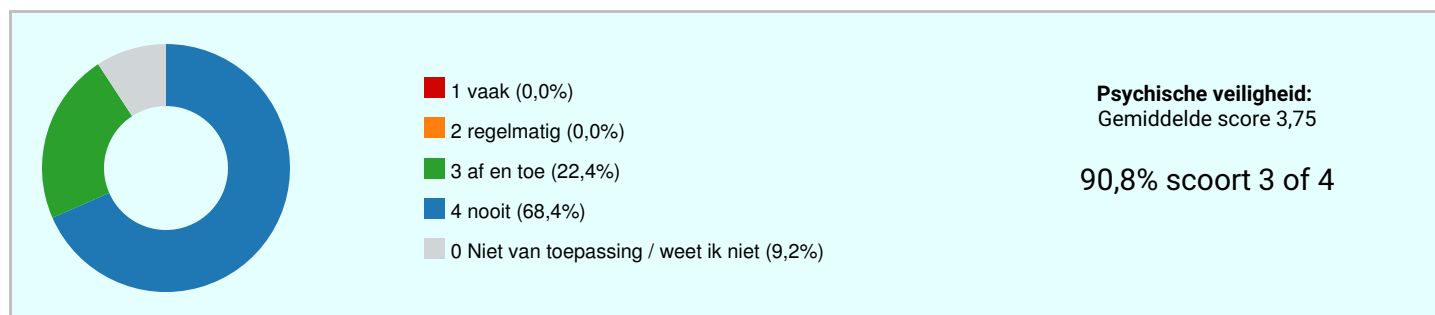 1 vaak (0,0%)
2 regelmatig (0,0%)
3 af en toe (22,4%)
4 nooit (68,4%)
0 Niet van toepassing / weet ik niet (9,2%)
Psychische veiligheid:
Gemiddelde score 3,75
90,8% scoort 3 of 4